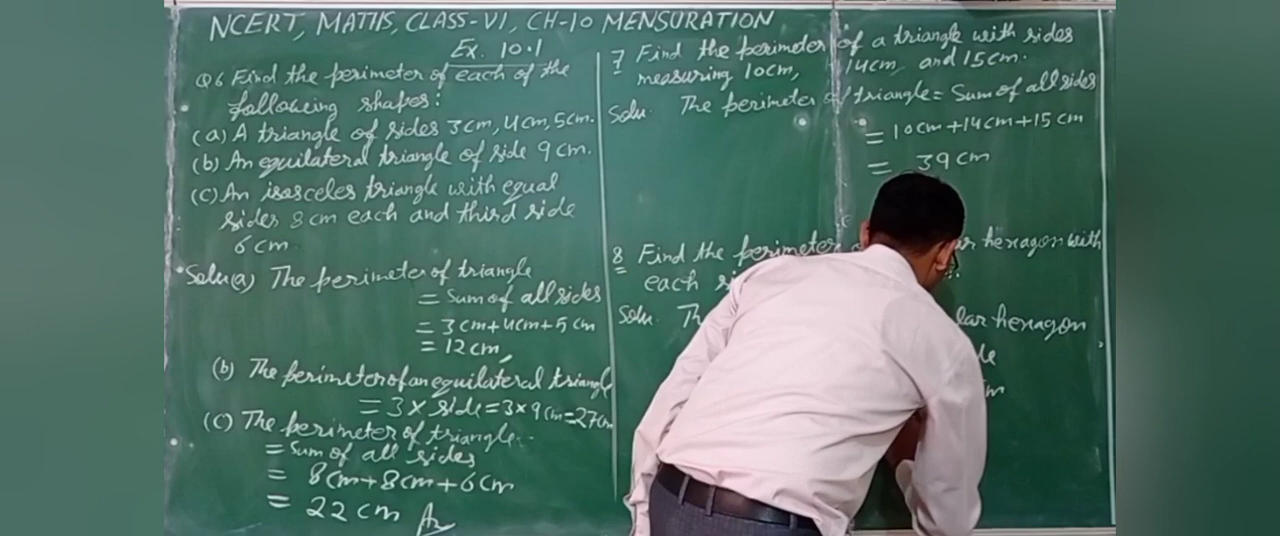 NCERT, MATHS, CLASS-VI, CH-10 MENSURATION
Ex. 10.1
Q6 Find the perimeter of each of the
following shapes:
(a) A triangle of sides 3cm, 4cm, 5cm.
(b) An equilateral triangle of side 9cm.
(C) An isosceles triangle with equal
sides 8cm each and third side
6cm.
Soln(a) The perimeter of triangle
= Sum of all sides
= 3cm+4cm+5cm
= 12cm
(b) The perimeter of an equilateral triangle
= 3 × side = 3×9cm=27cm
(C) The perimeter of triangle
= Sum of all sides
= 8cm+8cm+6cm
= 22cm
7 Find the perimeter of a triangle with sides
measuring 10cm, 14cm and 15cm.
Soln. The perimeter of triangle = Sum of all sides
= 10cm+14cm+15cm
= 39cm
8 Find the perimeter hexagon with
each
Soln. hexagon